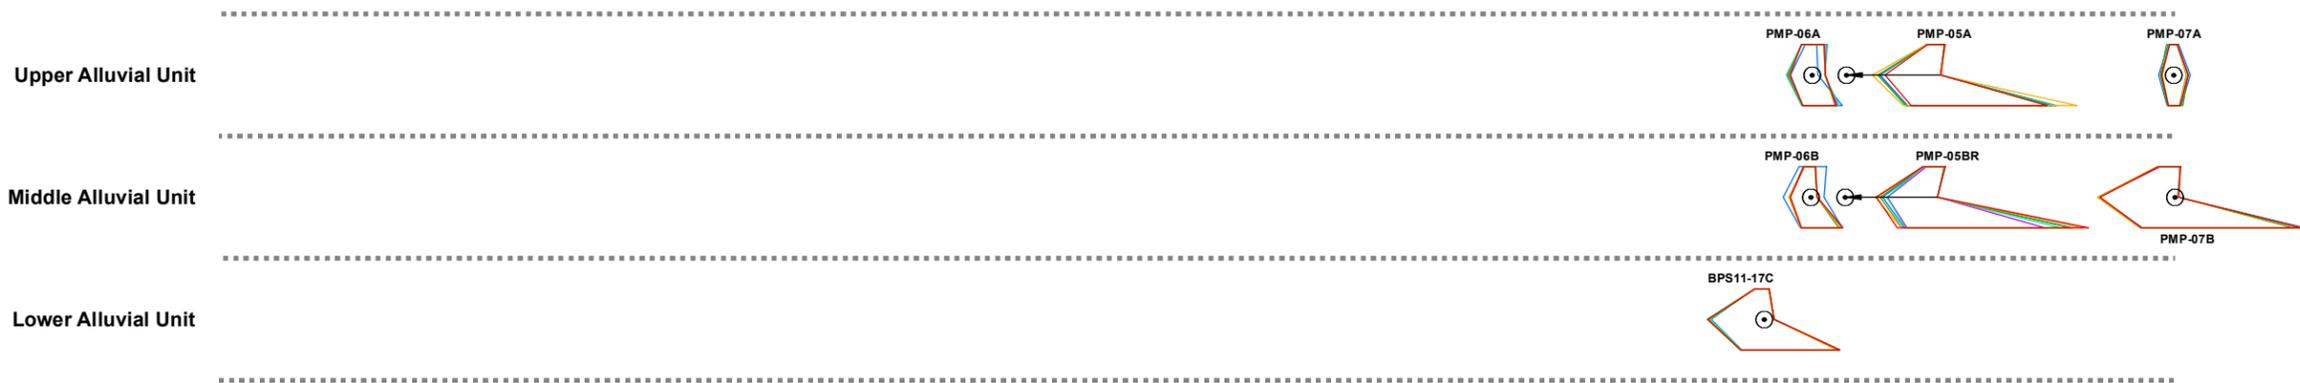 PMP-06A PMP-05A PMP-07A
Upper Alluvial Unit
PMP-06B PMP-05BR
Middle Alluvial Unit
PMP-07B
BPS11-17C
Lower Alluvial Unit